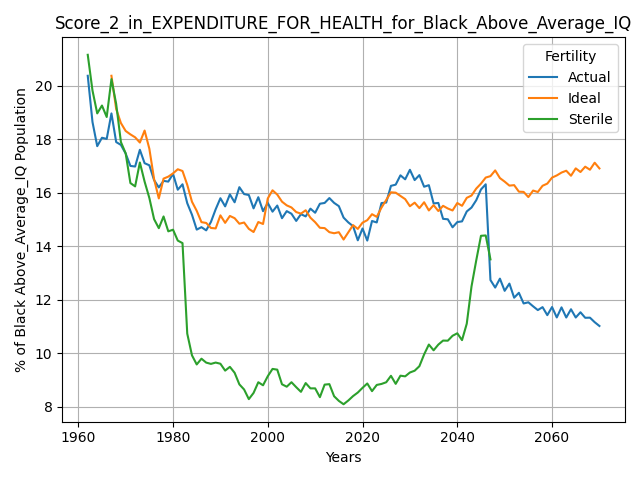 Score_2_in_EXPENDITURE_FOR_HEALTH_for_Black_Above_Average_IQ
% of Black Above_Average_IQ Population
20
18
16
14
12
10
8
Fertility
Actual
Ideal
Sterile
1960
1980
2000
2020
2040
2060
Years